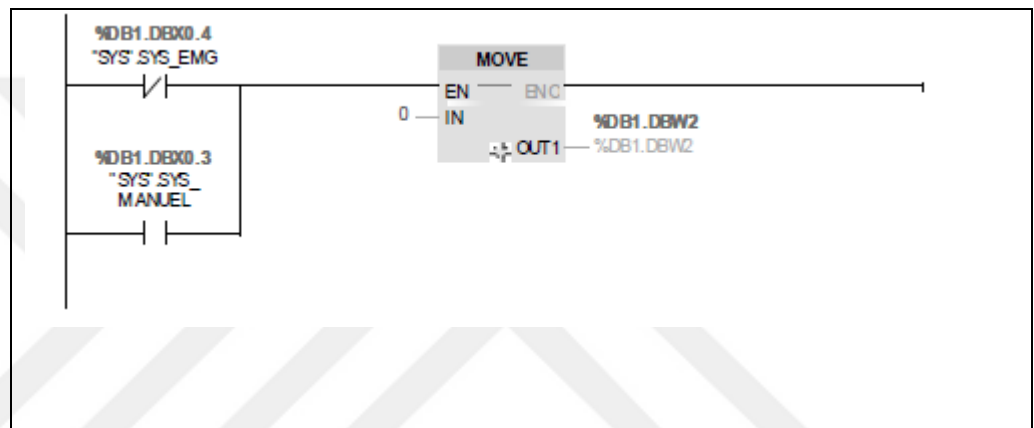 %DB1.DBX0.4
"SYS".SYS_EMG
MOVE
EN ENO
0 IN
%DB1.DBW2
OUT1 %DB1.DBW2
%DB1.DBX0.3
"SYS".SYS_
MANUEL